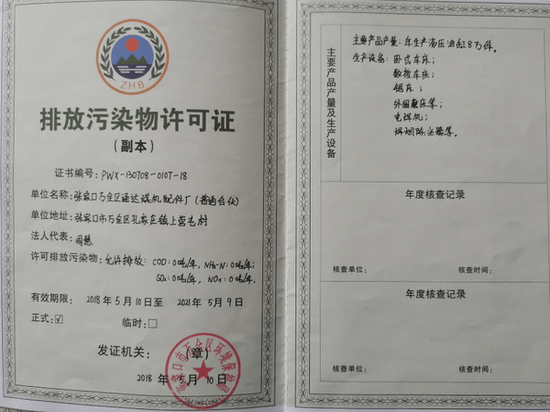 ZHB
排放污染物许可证
(副本)
证书编号: PWX-130708-0107-18
单位名称: 张家口万全区通达煤机配件厂(普通合伙)
单位地址: 张家口市万全区孔家庄镇上营屯村
法人代表:
许可排放污染物: 允许排放: COD: 0吨/年, NH₃-N: 0吨/年;
SO₂: 0吨/年, NOx: 0吨/年.
有效期限: 2018年5月10日至 2021年5月9日
正式: ☑ 临时: □
发证机关: (章)
2018年5月10日
主要产品产量及生产设备
主要产品产量: 年生产液压油缸1.8万件.
生产设备: 卧式车床;
数控车床;
锯床;
外圆磨床等;
电焊机;
焊烟除尘器等.
年度核查记录
核查单位: 核查时间:
年度核查记录
核查单位: 核查时间: